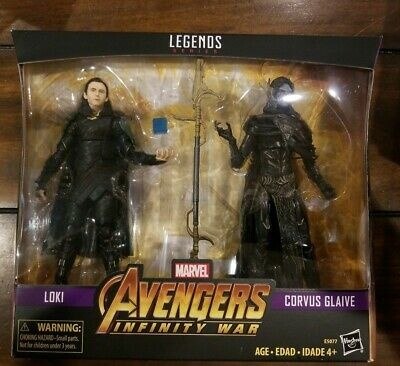 LEGENDS
SERIES
MARVEL
LOKI
AVENGERS
INFINITY WAR
CORVUS GLAIVE
WARNING:
CHOKING HAZARD–Small parts.
Not for children under 3 years.
E5077
AGE • EDAD • IDADE 4+
Hasbro